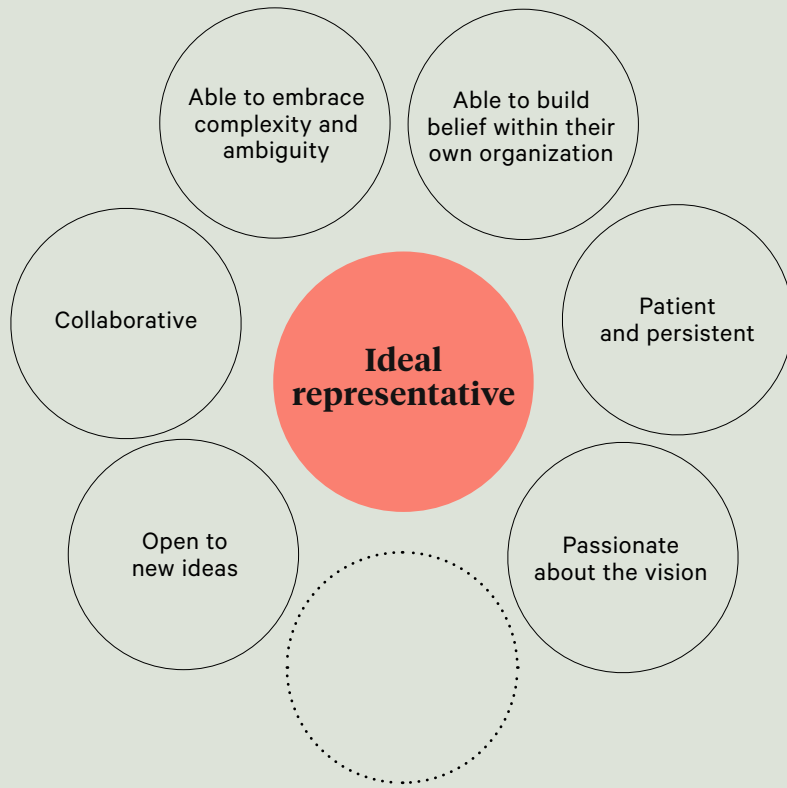 Able to embrace
complexity and
ambiguity
Able to build
belief within their
own organization
Collaborative
Patient
and persistent
Ideal
representative
Open to
new ideas
Passionate
about the vision